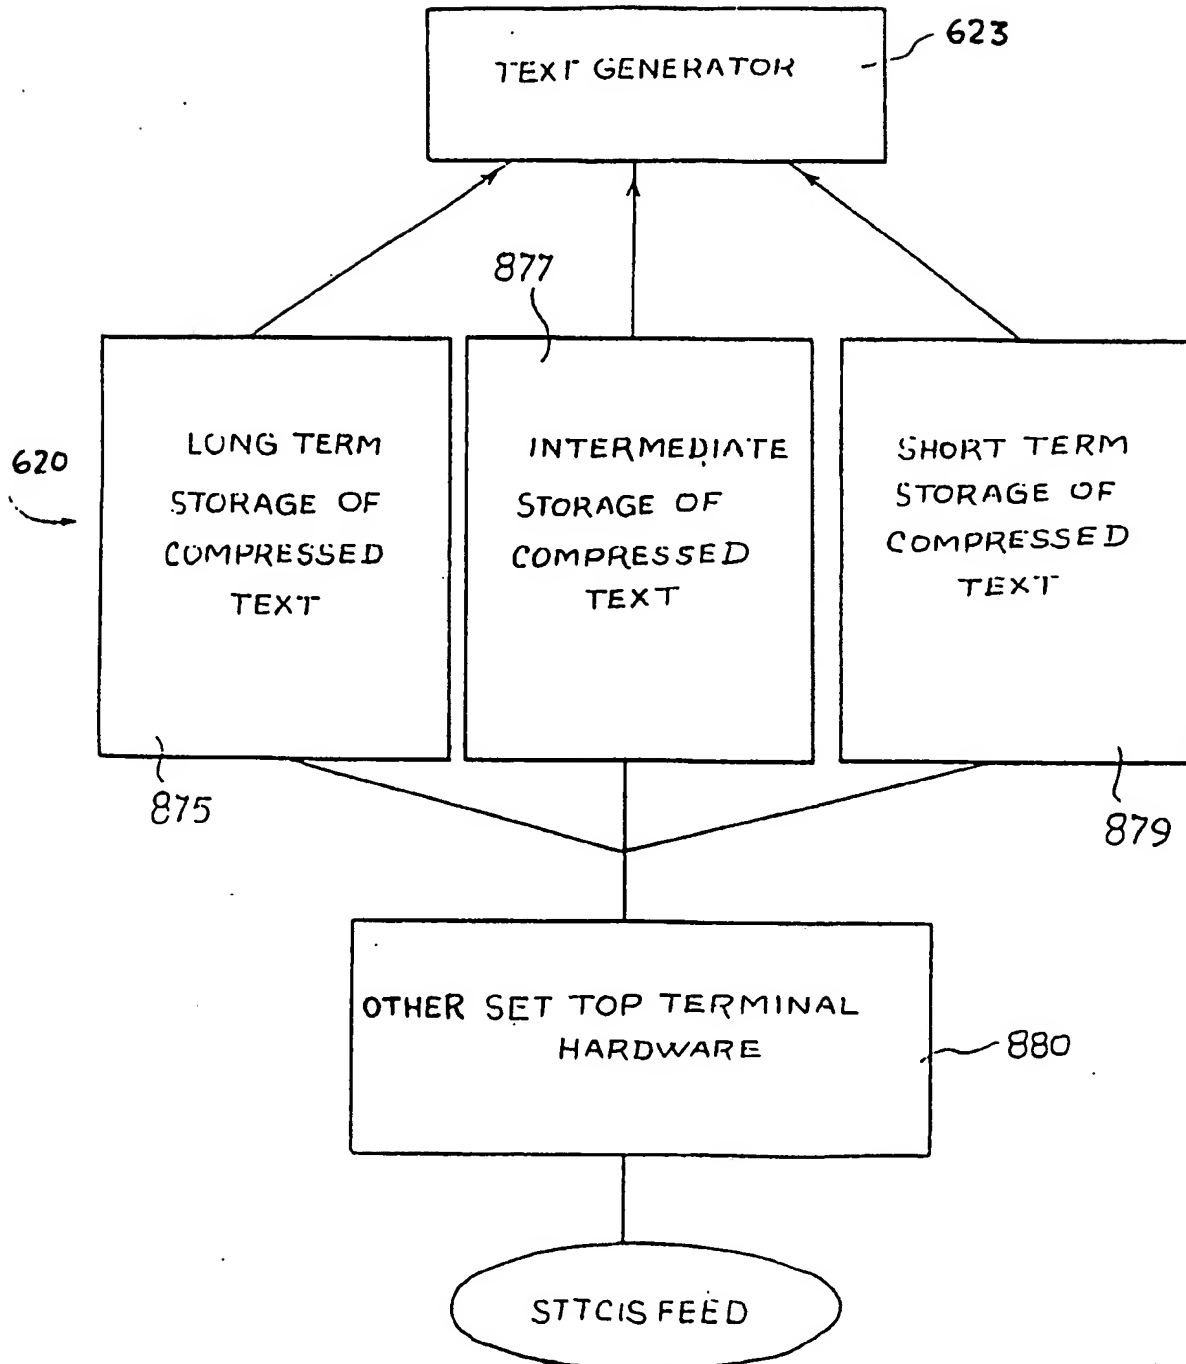 623
TEXT GENERATOR
877
620
LONG TERM
STORAGE OF
COMPRESSED
TEXT
INTERMEDIATE
STORAGE OF
COMPRESSED
TEXT
SHORT TERM
STORAGE OF
COMPRESSED
TEXT
875
879
OTHER SET TOP TERMINAL
HARDWARE
880
STTCIS FEED